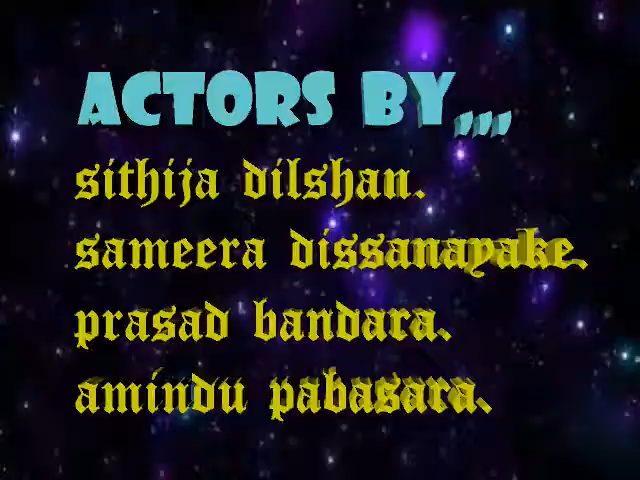 ACTORS BY,,,
sithija dilshan.
sameera dissanayake.
prasad bandara.
amindu pabasara.